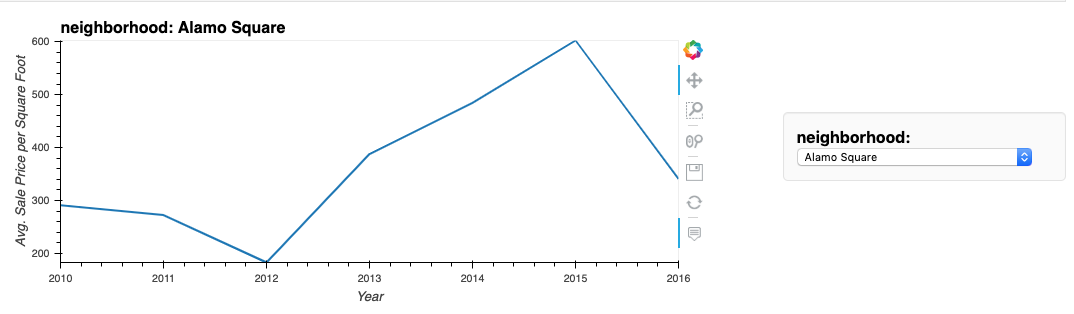 neighborhood: Alamo Square
Avg. Sale Price per Square Foot
600
500
400
300
200
2010 2011 2012 2013 2014 2015 2016
Year
neighborhood:
Alamo Square